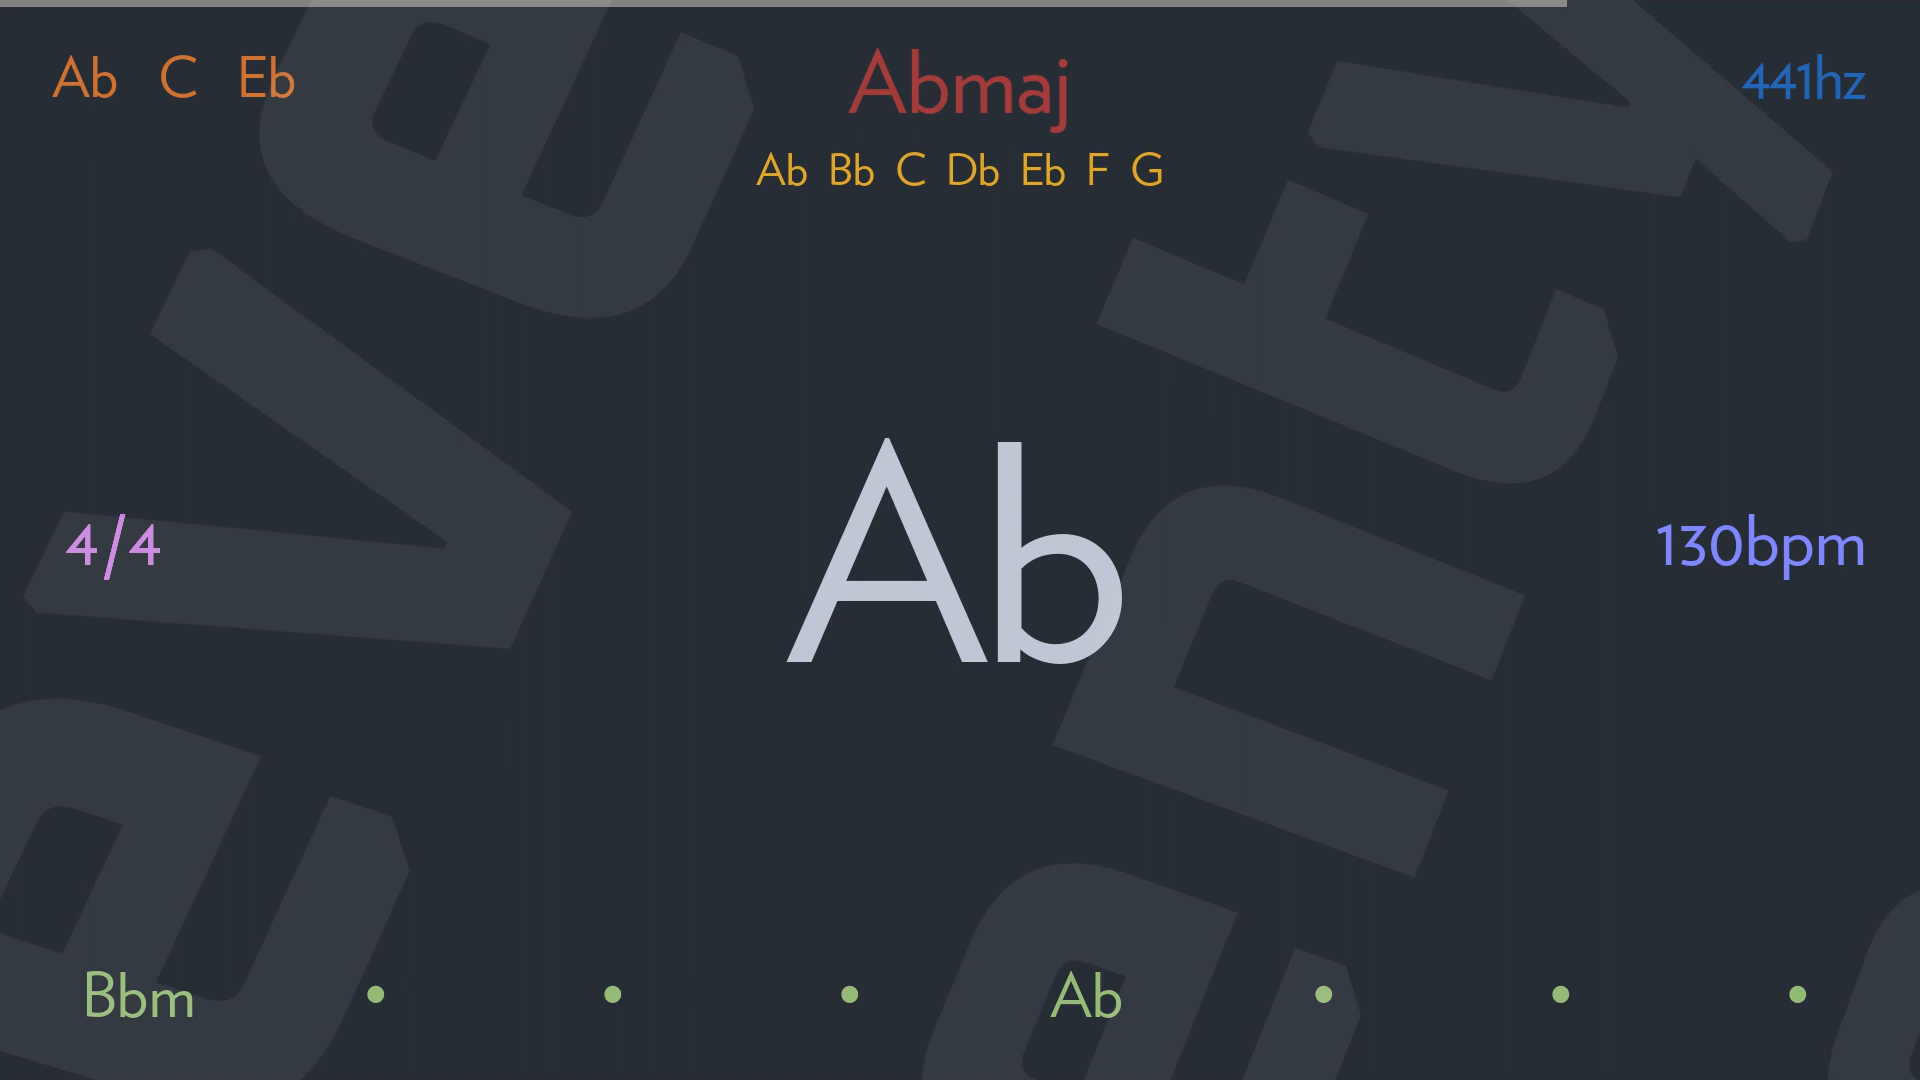 Ab C Eb
Abmaj
441hz
Ab Bb C Db Eb F G
Ab
4/4
130bpm
Bbm • • • Ab • • •